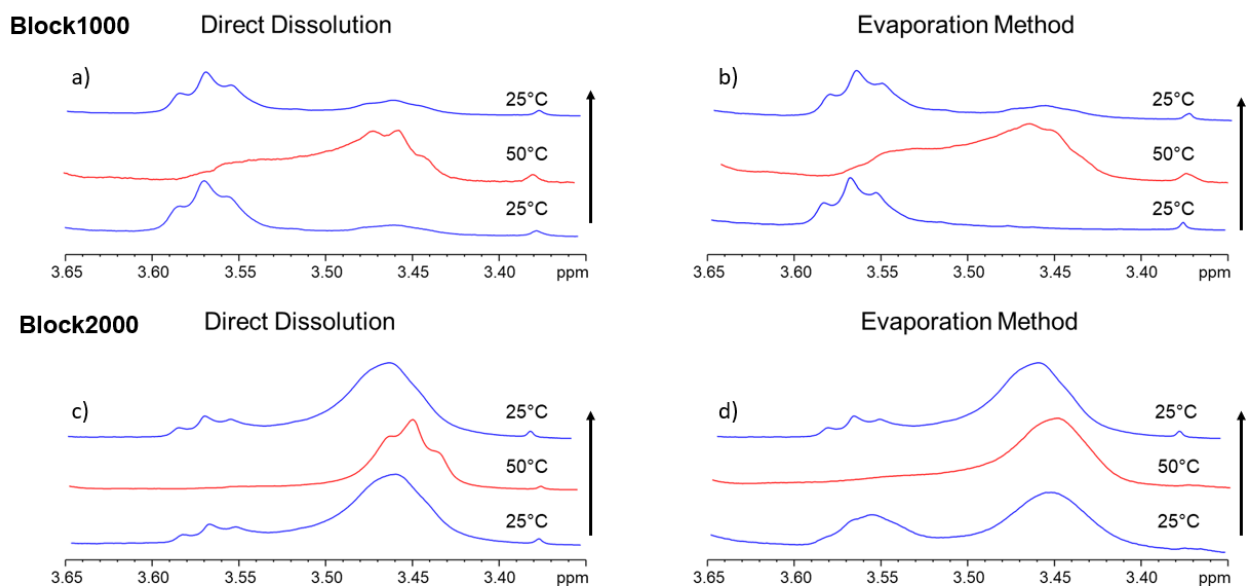 Block1000 Direct Dissolution Evaporation Method
a) b)
25°C 25°C
50°C 50°C
25°C 25°C
3.65 3.60 3.55 3.50 3.45 3.40 ppm 3.65 3.60 3.55 3.50 3.45 3.40 ppm
Block2000 Direct Dissolution Evaporation Method
c) d)
25°C 25°C
50°C 50°C
25°C 25°C
3.65 3.60 3.55 3.50 3.45 3.40 ppm 3.65 3.60 3.55 3.50 3.45 3.40 ppm